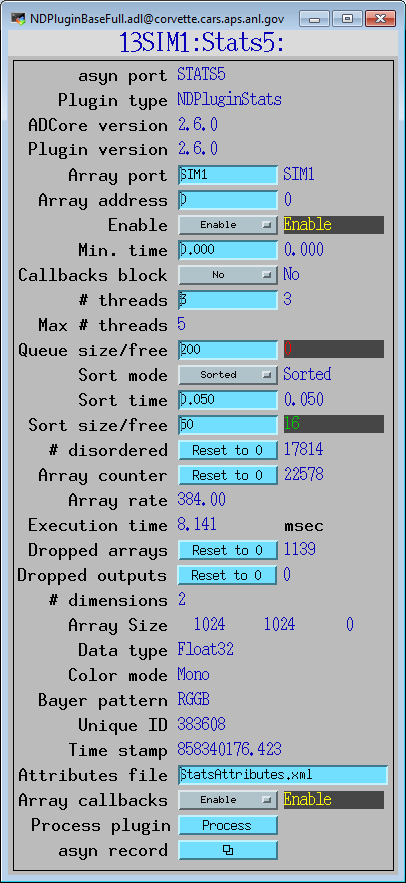 NDPluginBaseFull.adl@corvette.cars.aps.anl.gov
13SIM1:Stats5:
asyn port STATS5
Plugin type NDPluginStats
ADCore version 2.6.0
Plugin version 2.6.0
Array port SIM1 SIM1
Array address 0 0
Enable Enable Enable
Min. time 0.000 0.000
Callbacks block No No
# threads 3 3
Max # threads 5
Queue size/free 200 0
Sort mode Sorted Sorted
Sort time 0.050 0.050
Sort size/free 50 16
# disordered Reset to 0 17814
Array counter Reset to 0 22578
Array rate 384.00
Execution time 8.141 msec
Dropped arrays Reset to 0 1139
Dropped outputs Reset to 0 0
# dimensions 2
Array Size 1024 1024 0
Data type Float32
Color mode Mono
Bayer pattern RGGB
Unique ID 383608
Time stamp 858340176.423
Attributes file StatsAttributes.xml
Array callbacks Enable Enable
Process plugin Process
asyn record